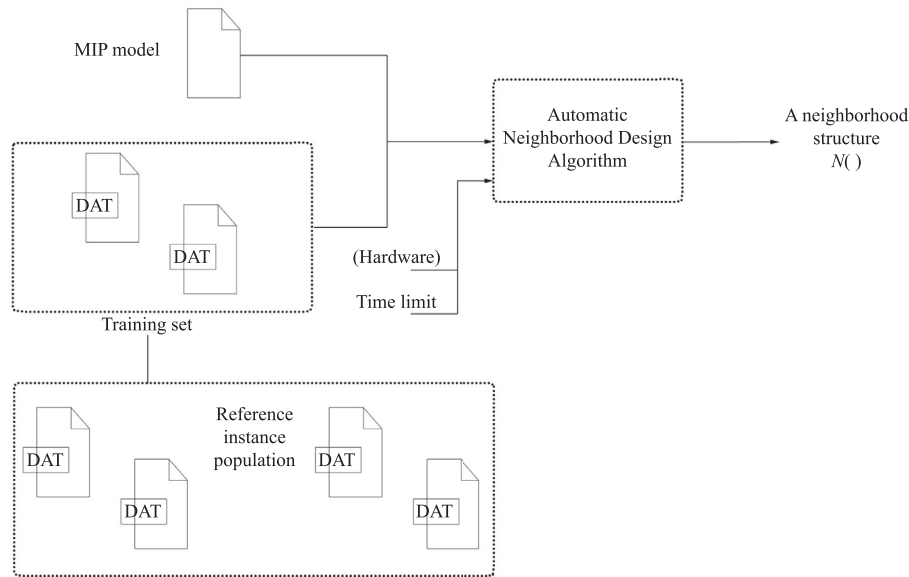 MIP model
DAT
DAT
Training set
Automatic
Neighborhood Design
Algorithm
(Hardware)
Time limit
A neighborhood
structure
N( )
Reference
instance
population
DAT
DAT
DAT
DAT